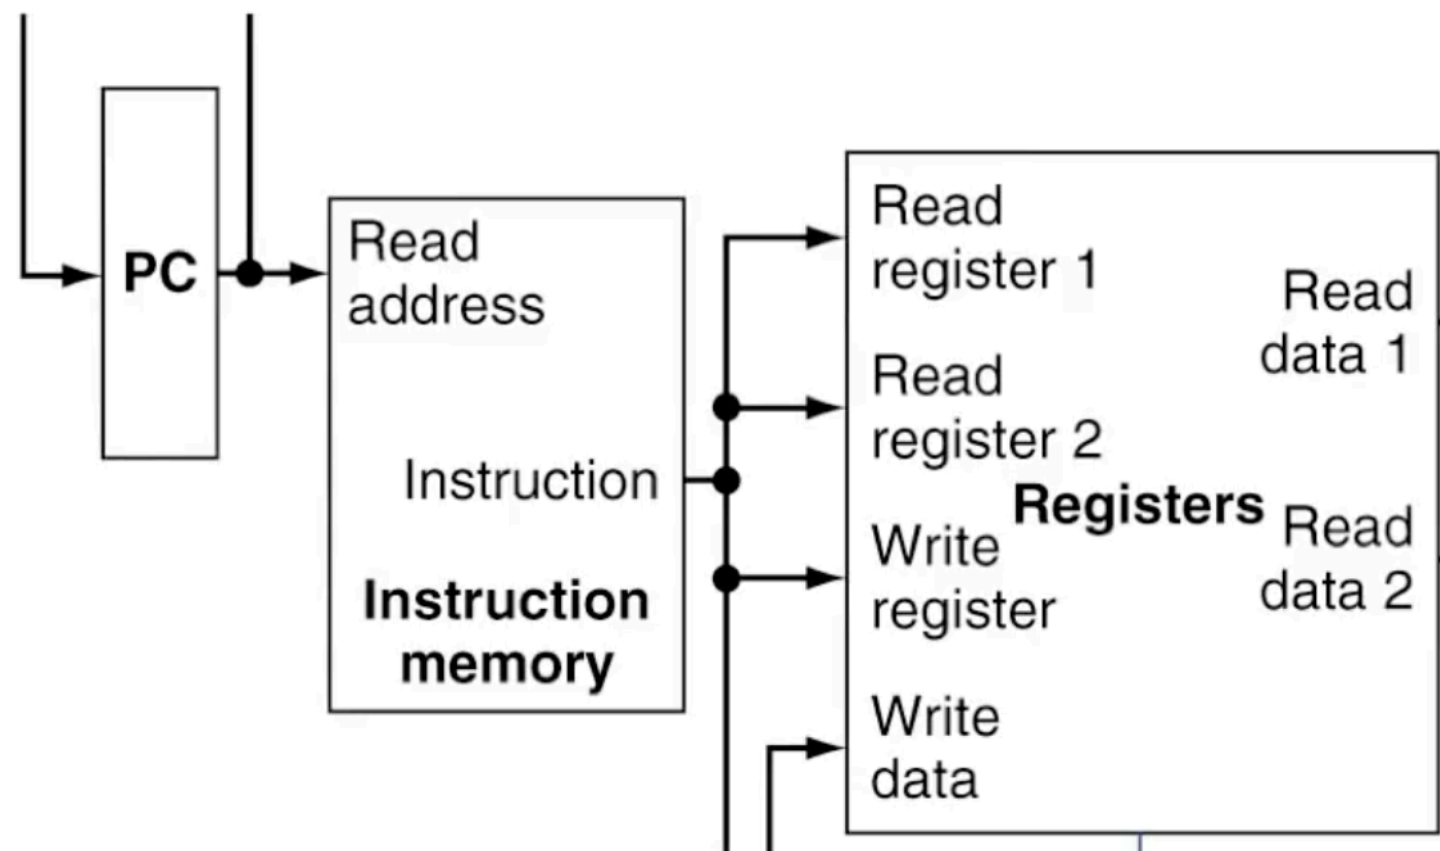 PC
Read
address
Instruction
Instruction
memory
Read
register 1
Read
register 2
Write
register
Write
data
Registers
Read
data 1
Read
data 2